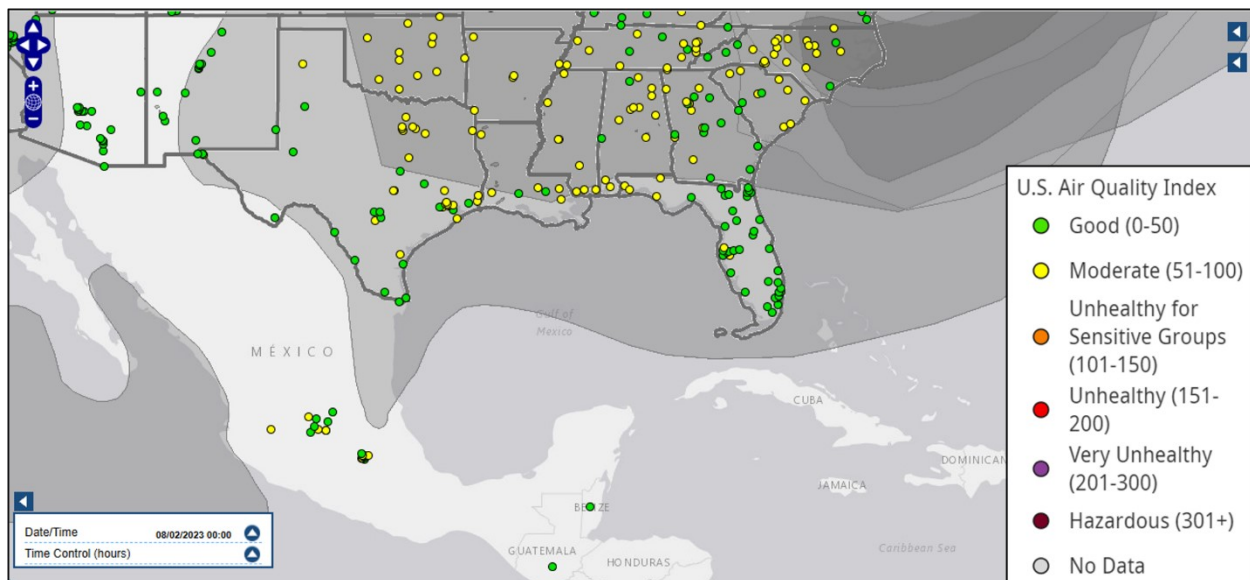 U.S. Air Quality Index
Good (0-50)
Moderate (51-100)
Unhealthy for
Sensitive Groups
(101-150)
Unhealthy (151-
200)
Very Unhealthy
(201-300)
Hazardous (301+)
No Data
Gulf of
Mexico
MÉXICO
CUBA
DOMINICAN
JAMAICA
BELIZE
GUATEMALA
HONDURAS
Caribbean Sea
Date/Time 08/02/2023 00:00
Time Control (hours)